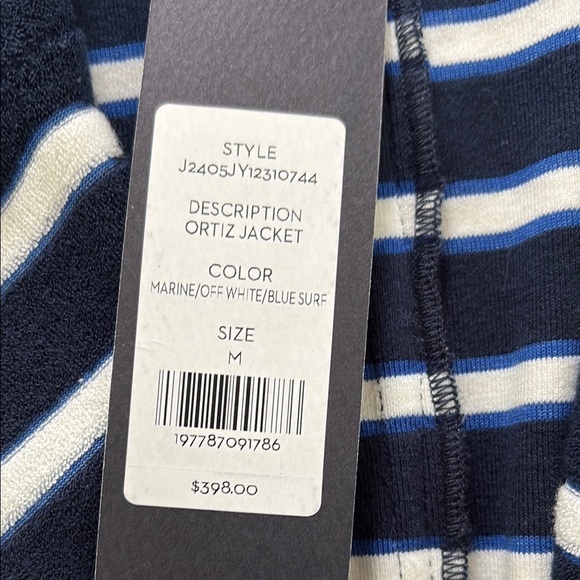 STYLE
J2405JY12310744
DESCRIPTION
ORTIZ JACKET
COLOR
MARINE/OFF WHITE/BLUE SURF
SIZE
M
197787091786
$398.00